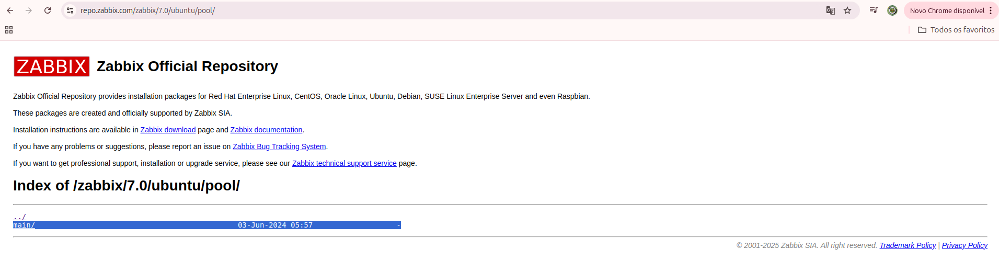 repo.zabbix.com/zabbix/7.0/ubuntu/pool/
Novo Chrome disponível
Todos os favoritos
ZABBIX Zabbix Official Repository
Zabbix Official Repository provides installation packages for Red Hat Enterprise Linux, CentOS, Oracle Linux, Ubuntu, Debian, SUSE Linux Enterprise Server and even Raspbian.
These packages are created and officially supported by Zabbix SIA.
Installation instructions are available in Zabbix download page and Zabbix documentation.
If you have any problems or suggestions, please report an issue on Zabbix Bug Tracking System.
If you want to get professional support, installation or upgrade service, please see our Zabbix technical support service page.
Index of /zabbix/7.0/ubuntu/pool/
../
main/ 03-Jun-2024 05:57 -
© 2001-2025 Zabbix SIA. All right reserved. Trademark Policy | Privacy Policy